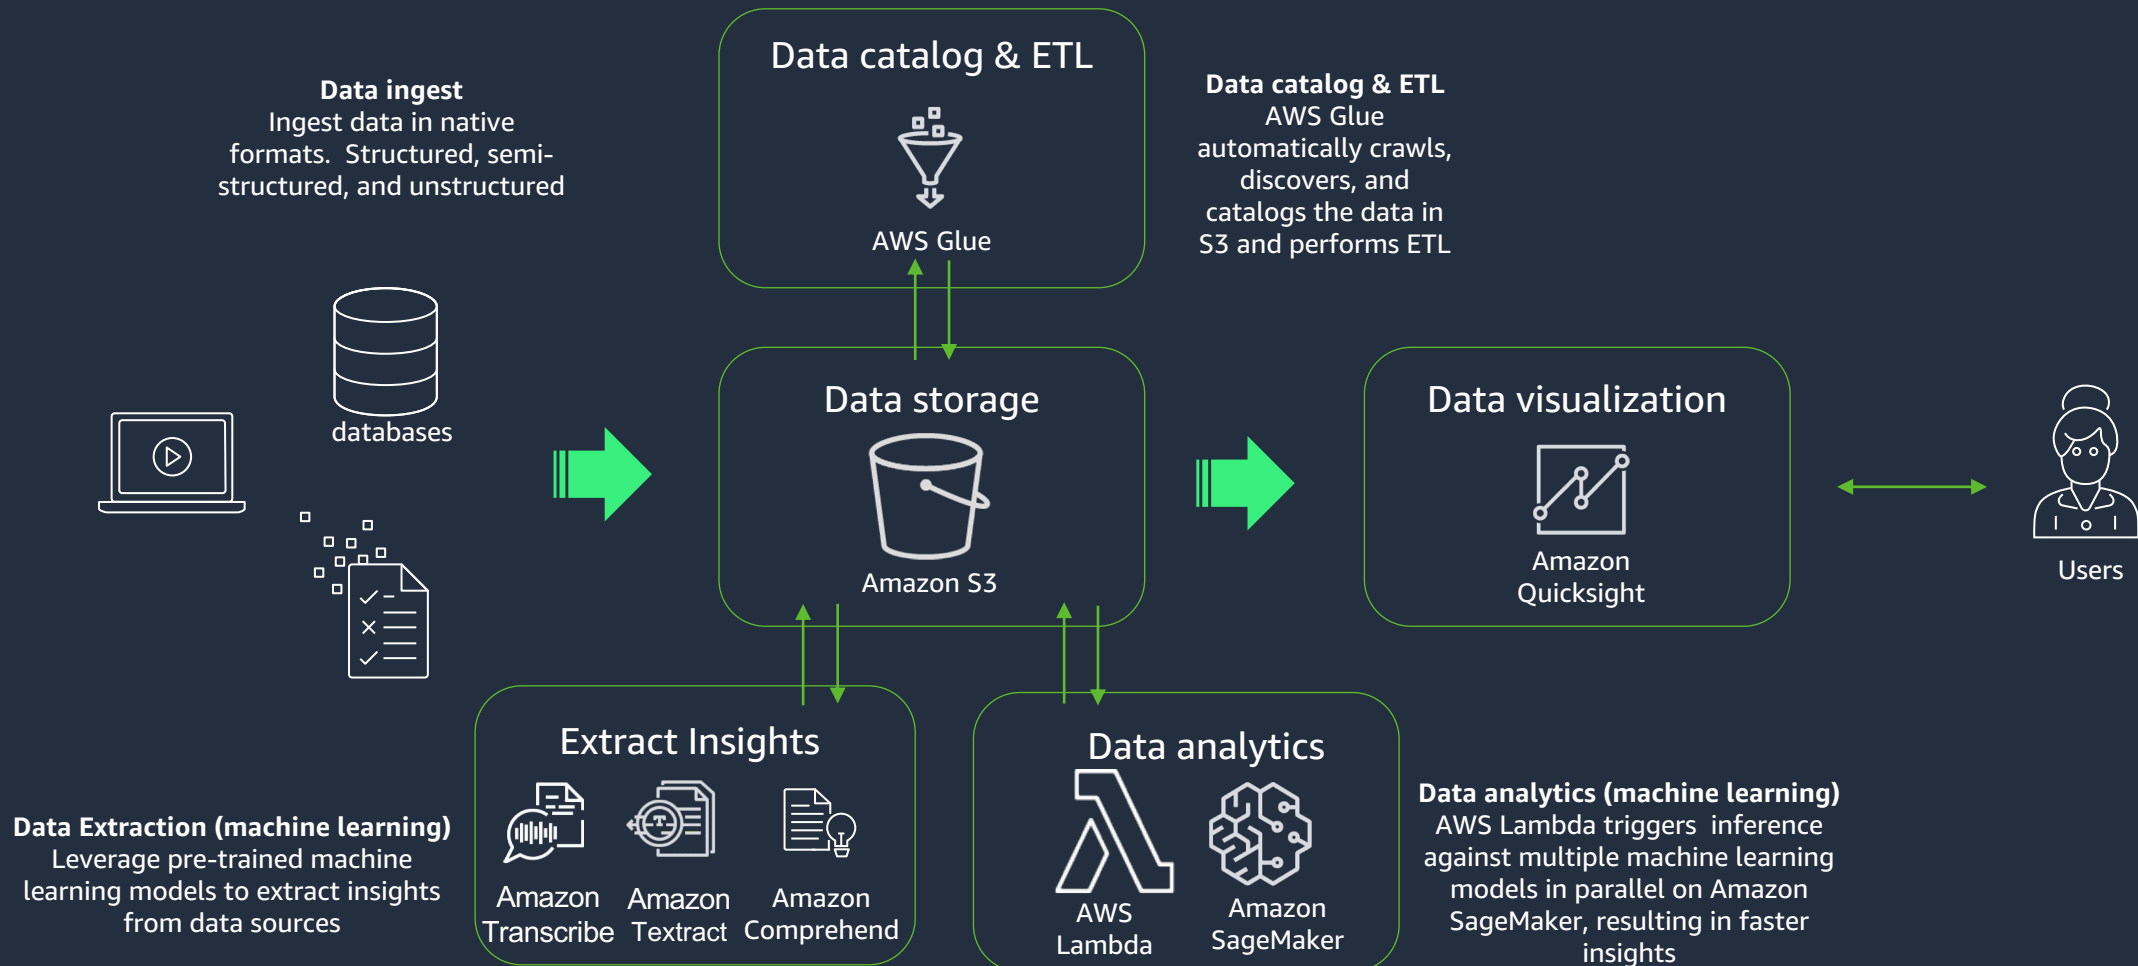 Data catalog & ETL
AWS Glue
Data ingest
Ingest data in native
formats.  Structured, semi-
structured, and unstructured
Data catalog & ETL
AWS Glue
automatically crawls,
discovers, and
catalogs the data in
S3 and performs ETL
databases
Data storage
Amazon S3
Data visualization
Amazon
Quicksight
Users
Extract Insights
Amazon
Transcribe
Amazon
Textract
Amazon
Comprehend
Data analytics
AWS
Lambda
Amazon
SageMaker
Data Extraction (machine learning)
Leverage pre-trained machine
learning models to extract insights
from data sources
Data analytics (machine learning)
AWS Lambda triggers  inference
against multiple machine learning
models in parallel on Amazon
SageMaker, resulting in faster
insights